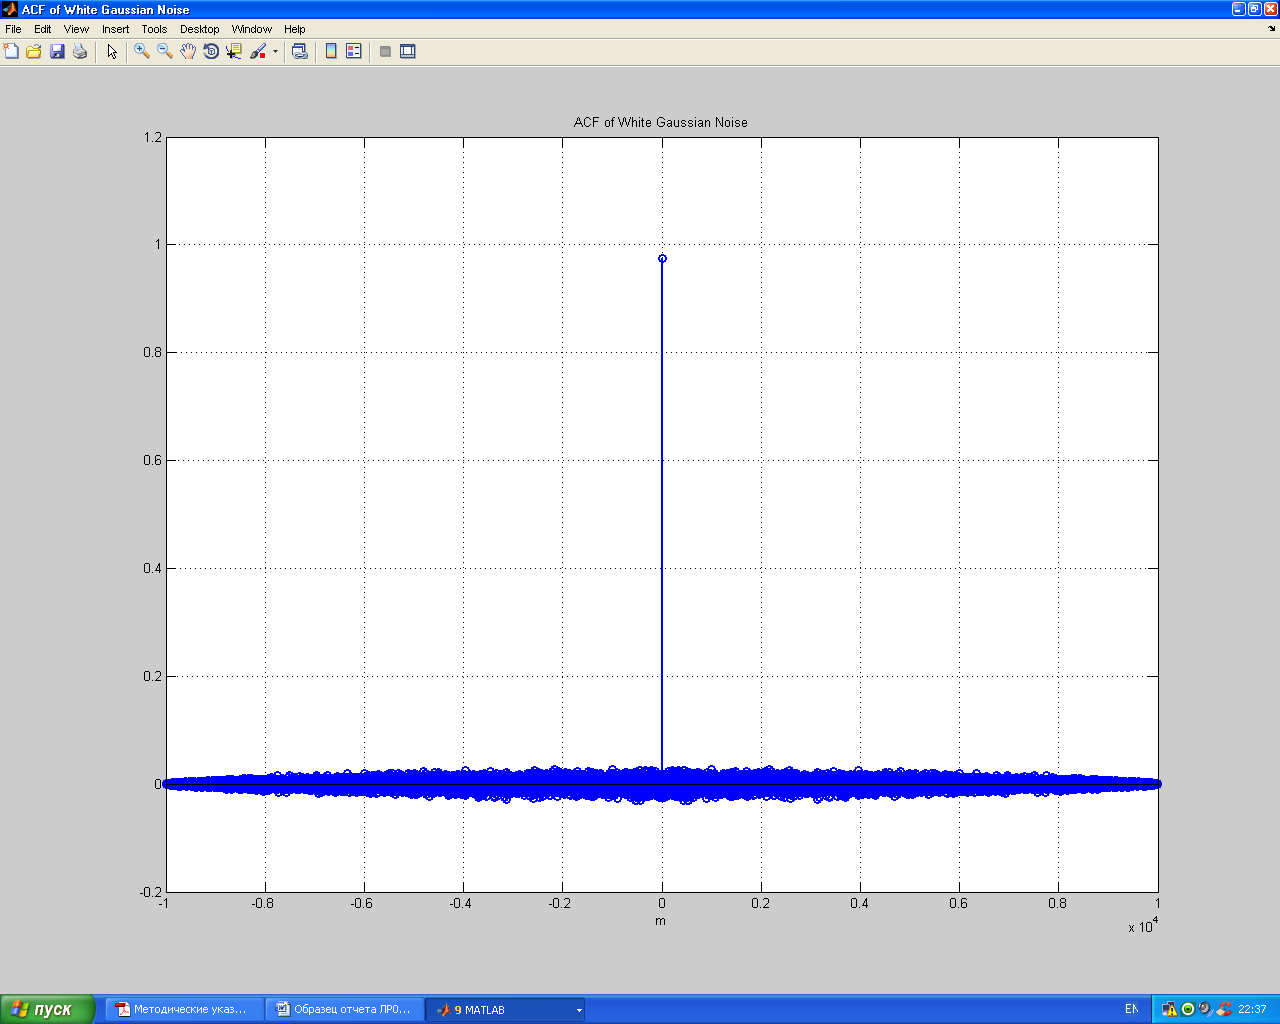 ACF of White Gaussian Noise
File Edit View Insert Tools Desktop Window Help
ACF of White Gaussian Noise
1.2
1
0.8
0.6
0.4
0.2
0
-0.2
-1 -0.8 -0.6 -0.4 -0.2 0 0.2 0.4 0.6 0.8 1
m
x 10^4
пуск Методические указ... Образец отчета ЛР0... 9 MATLAB EN 22:37